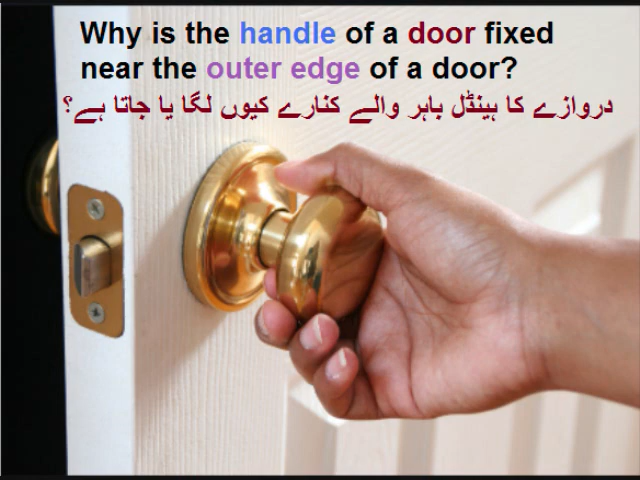 Why is the handle of a door fixed
near the outer edge of a door?
دروازے کا ہینڈل باہر والے کنارے کیوں لگا یا جاتا ہے؟